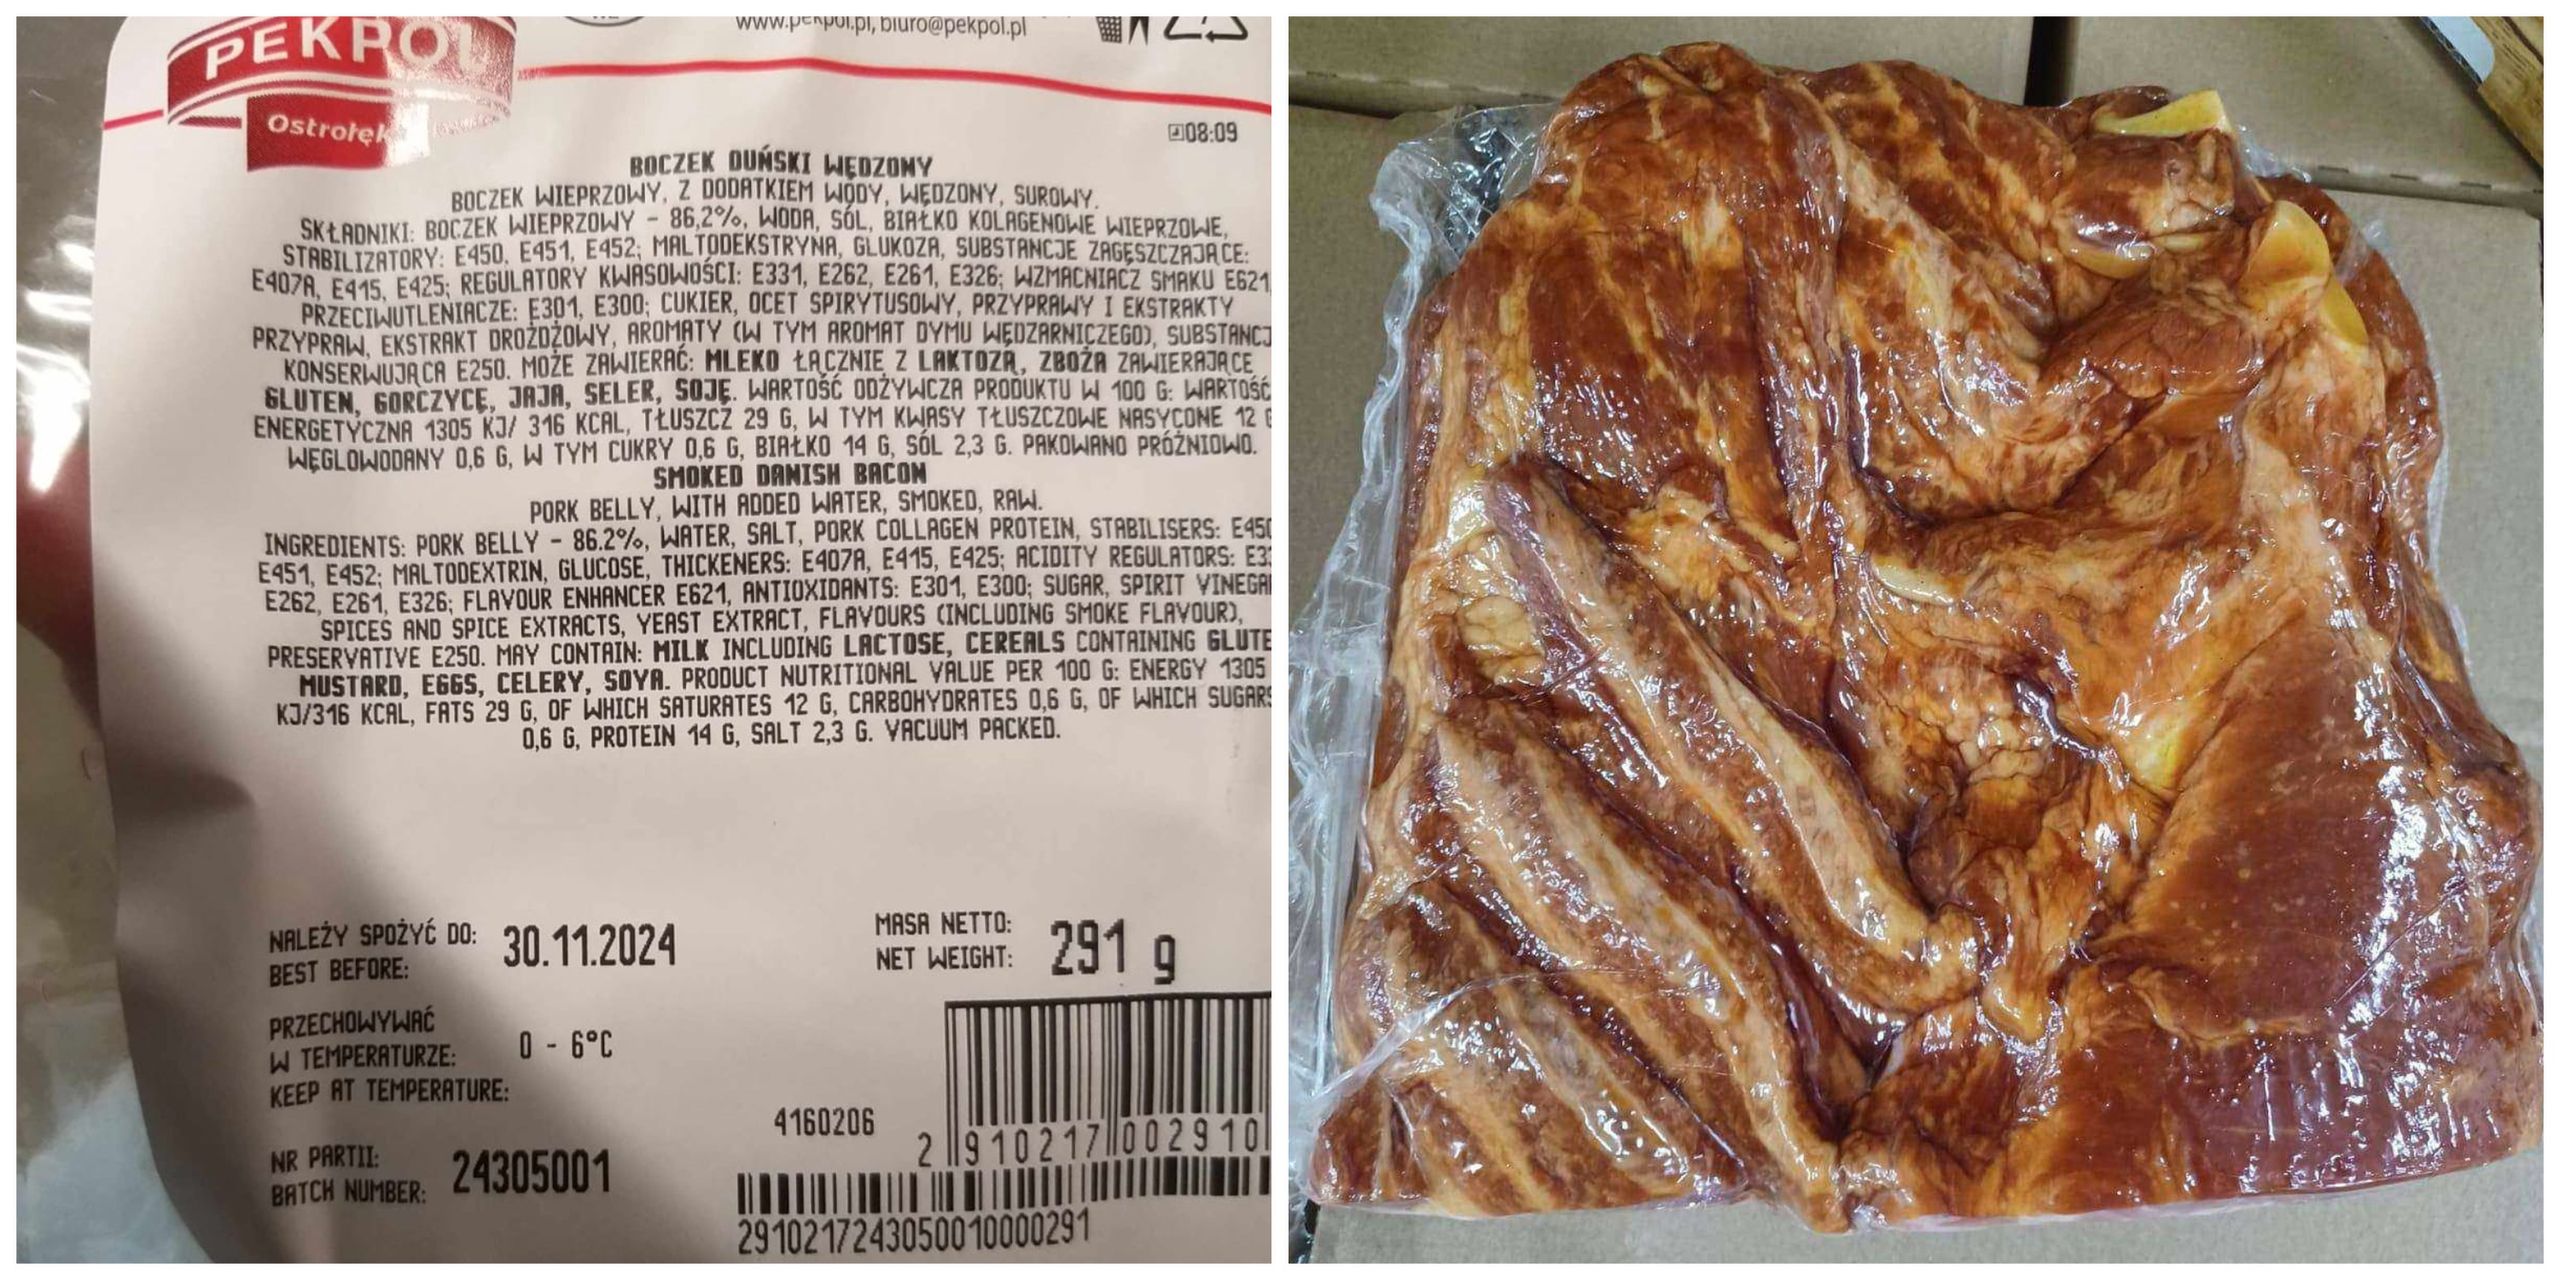 PEKPOL
Ostrołęk
www.pekpol.pl, biuro@pekpol.pl
08:09
BOCZEK DUŃSKI WĘDZONY
BOCZEK WIEPRZOWY, Z DODATKIEM WODY, WĘDZONY, SUROWY.
SKŁADNIKI: BOCZEK WIEPRZOWY - 86,2%, WODA, SÓL, BIAŁKO KOLAGENOWE WIEPRZOWE,
STABILIZATORY: E450, E451, E452; MALTODEKSTRYNA, GLUKOZA, SUBSTANCJE ZAGĘSZCZAJĄCE:
E407A, E415, E425; REGULATORY KWASOWOŚCI: E331, E262, E261, E326; WZMACNIACZ SMAKU E621
PRZECIWUTLENIACZE: E301, E300; CUKIER, OCET SPIRYTUSOWY, PRZYPRAWY I EKSTRAKTY
PRZYPRAW, EKSTRAKT DROŻDŻOWY, AROMATY (W TYM AROMAT DYMU WĘDZARNICZEGO), SUBSTANCJ
KONSERWUJĄCA E250. MOŻE ZAWIERAĆ: MLEKO ŁĄCZNIE Z LAKTOZĄ, ZBOŻA ZAWIERAJĄCE
GLUTEN, GORCZYCĘ, JAJA, SELER, SOJĘ. WARTOŚĆ ODŻYWCZA PRODUKTU W 100 G: WARTOŚĆ
ENERGETYCZNA 1305 KJ/ 316 KCAL, TŁUSZCZ 29 G, W TYM KWASY TŁUSZCZOWE NASYCONE 12 G
WĘGLOWODANY 0,6 G, W TYM CUKRY 0,6 G, BIAŁKO 14 G, SÓL 2,3 G. PAKOWANO PRÓŻNIOWO.
SMOKED DANISH BACON
PORK BELLY, WITH ADDED WATER, SMOKED, RAW.
INGREDIENTS: PORK BELLY - 86.2%, WATER, SALT, PORK COLLAGEN PROTEIN, STABILISERS: E450
E451, E452; MALTODEXTRIN, GLUCOSE, THICKENERS: E407A, E415, E425; ACIDITY REGULATORS: E33
E262, E261, E326; FLAVOUR ENHANCER E621, ANTIOXIDANTS: E301, E300; SUGAR, SPIRIT VINEGAR
SPICES AND SPICE EXTRACTS, YEAST EXTRACT, FLAVOURS (INCLUDING SMOKE FLAVOUR),
PRESERVATIVE E250. MAY CONTAIN: MILK INCLUDING LACTOSE, CEREALS CONTAINING GLUTE
MUSTARD, EGGS, CELERY, SOYA. PRODUCT NUTRITIONAL VALUE PER 100 G: ENERGY 1305
KJ/316 KCAL, FATS 29 G, OF WHICH SATURATES 12 G, CARBOHYDRATES 0,6 G, OF WHICH SUGARS
0,6 G, PROTEIN 14 G, SALT 2,3 G. VACUUM PACKED.
NALEŻY SPOŻYĆ DO: 30.11.2024
BEST BEFORE:
MASA NETTO: 291 g
NET WEIGHT:
PRZECHOWYWAĆ
W TEMPERATURZE: 0 - 6°C
KEEP AT TEMPERATURE:
NR PARTII: 24305001
BATCH NUMBER:
4160206
2 910217 002910
2910217243050010000291